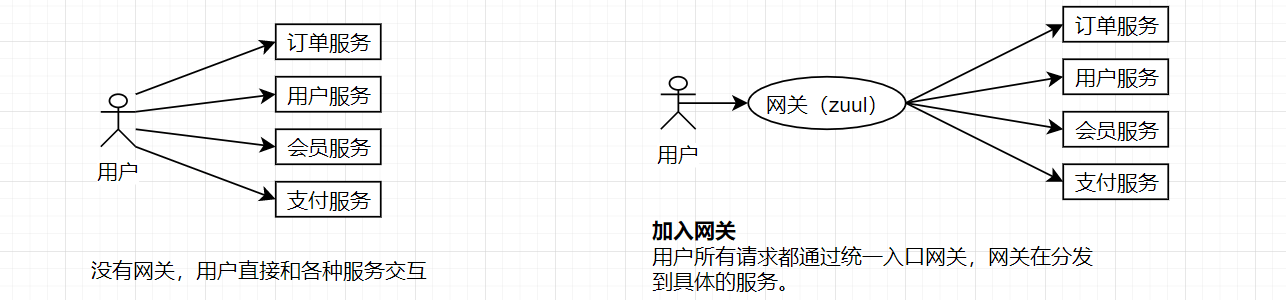 订单服务
用户服务
会员服务
支付服务
用户
没有网关，用户直接和各种服务交互
订单服务
用户服务
会员服务
支付服务
网关（zuul）
用户
加入网关
用户所有请求都通过统一入口网关，网关在分发
到具体的服务。